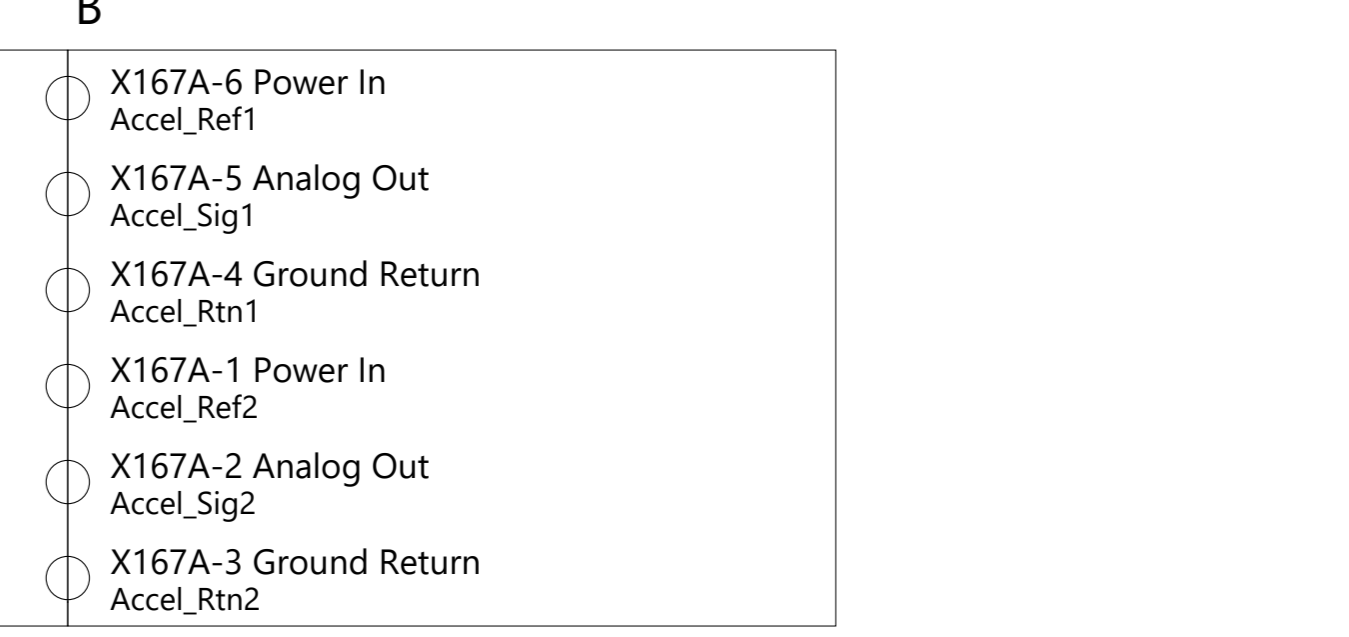 B
X167A-6 Power In
Accel_Ref1
X167A-5 Analog Out
Accel_Sig1
X167A-4 Ground Return
Accel_Rtn1
X167A-1 Power In
Accel_Ref2
X167A-2 Analog Out
Accel_Sig2
X167A-3 Ground Return
Accel_Rtn2